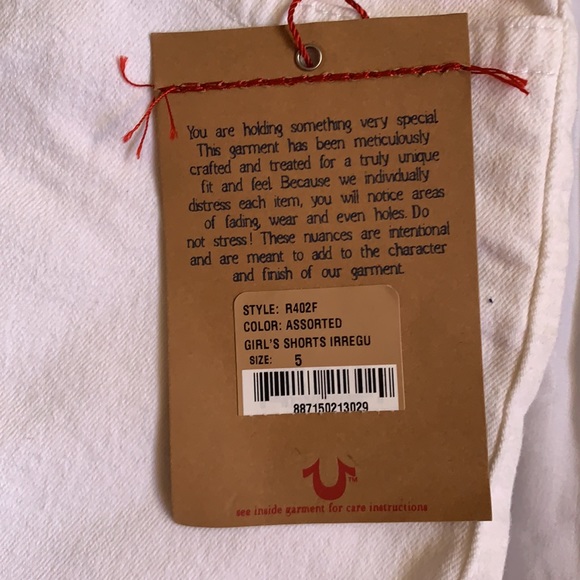 You are holding something very special.
This garment has been meticulously
crafted and treated for a truly unique
fit and feel. Because we individually
distress each item, you will notice areas
of fading, wear and even holes. Do
not stress! These nuances are intentional
and are meant to add to the character
and finish of our garment.
STYLE: R402F
COLOR: ASSORTED
GIRL'S SHORTS IRREGU
SIZE: 5
887150213029
TM
see inside garment for care instructions